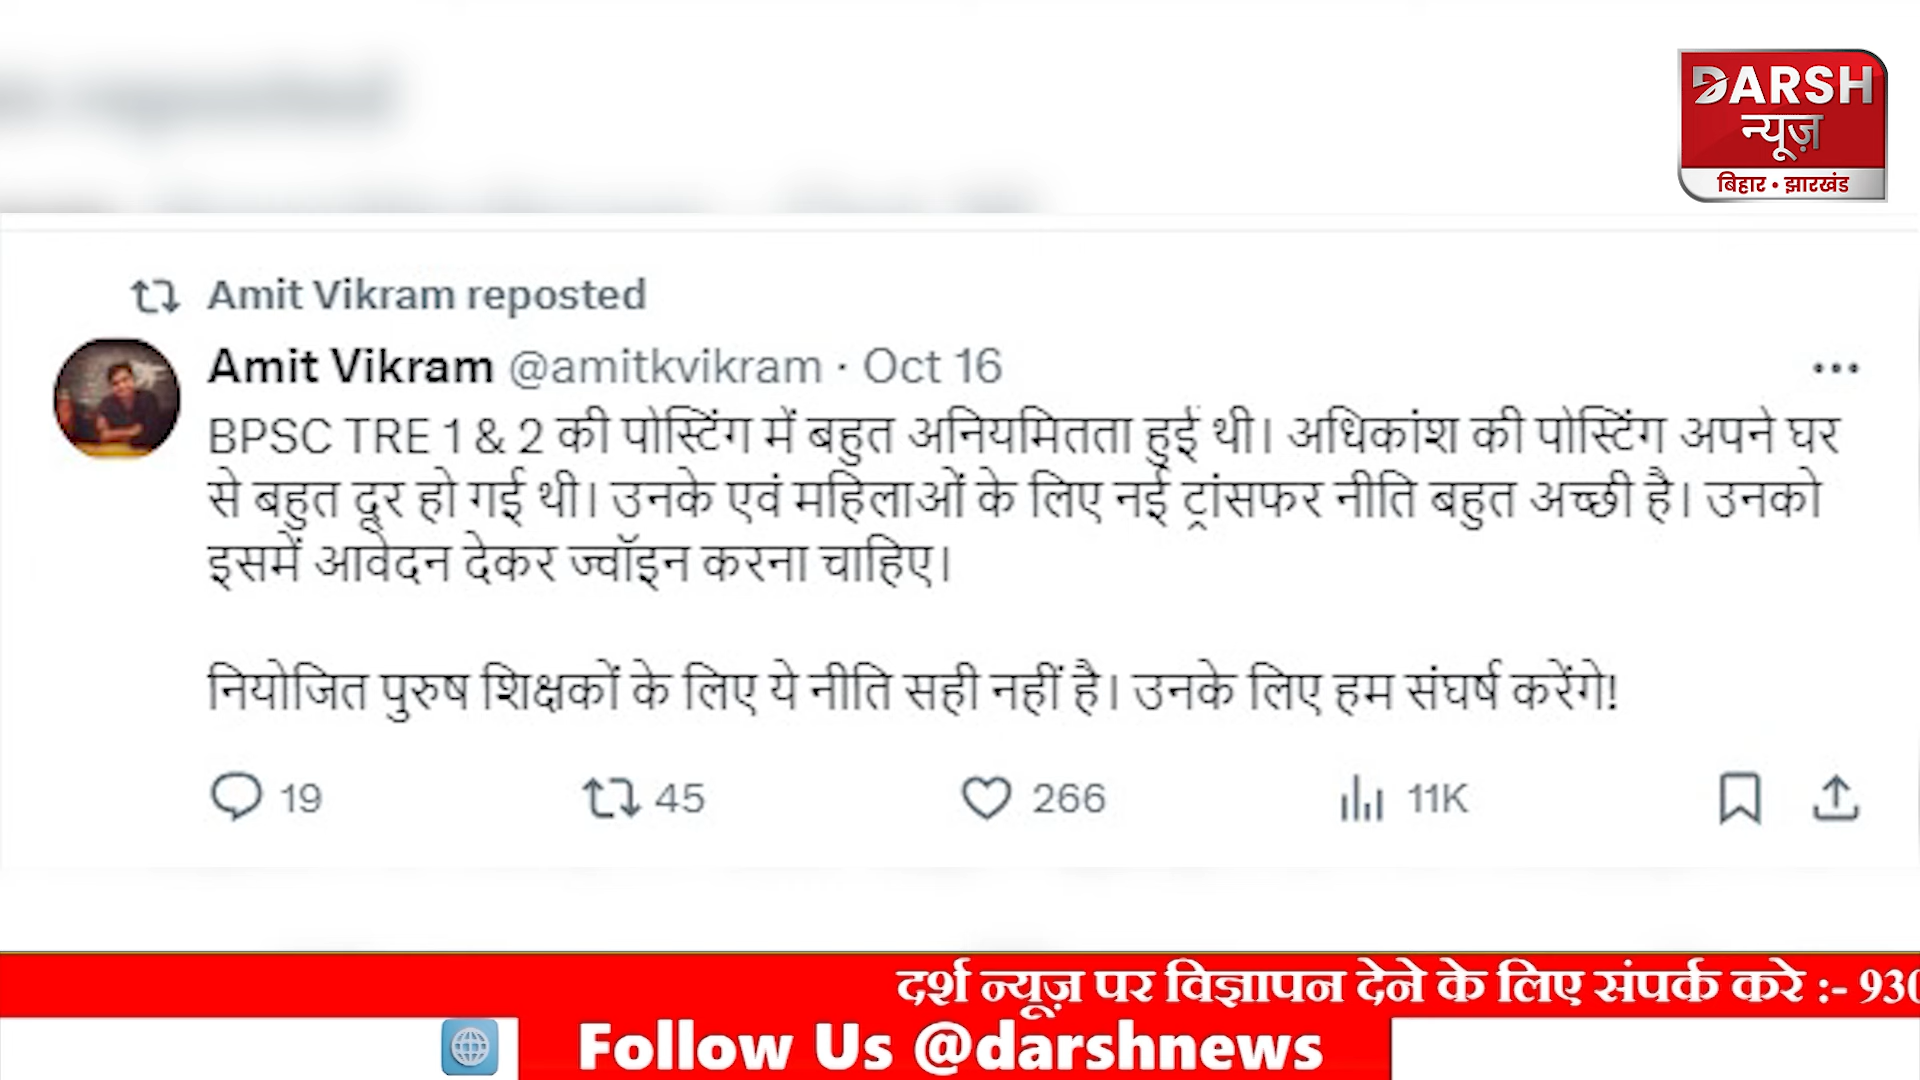 DARSH
न्यूज़
बिहार • झारखंड
Amit Vikram reposted
Amit Vikram @amitkvikram · Oct 16
BPSC TRE 1 & 2 की पोस्टिंग में बहुत अनियमितता हुई थी। अधिकांश की पोस्टिंग अपने घर
से बहुत दूर हो गई थी। उनके एवं महिलाओं के लिए नई ट्रांसफर नीति बहुत अच्छी है। उनको
इसमें आवेदन देकर ज्वॉइन करना चाहिए।
नियोजित पुरुष शिक्षकों के लिए ये नीति सही नहीं है। उनके लिए हम संघर्ष करेंगे!
19 45 266 11K
दर्श न्यूज़ पर विज्ञापन देने के लिए संपर्क करे :- 930
Follow Us @darshnews